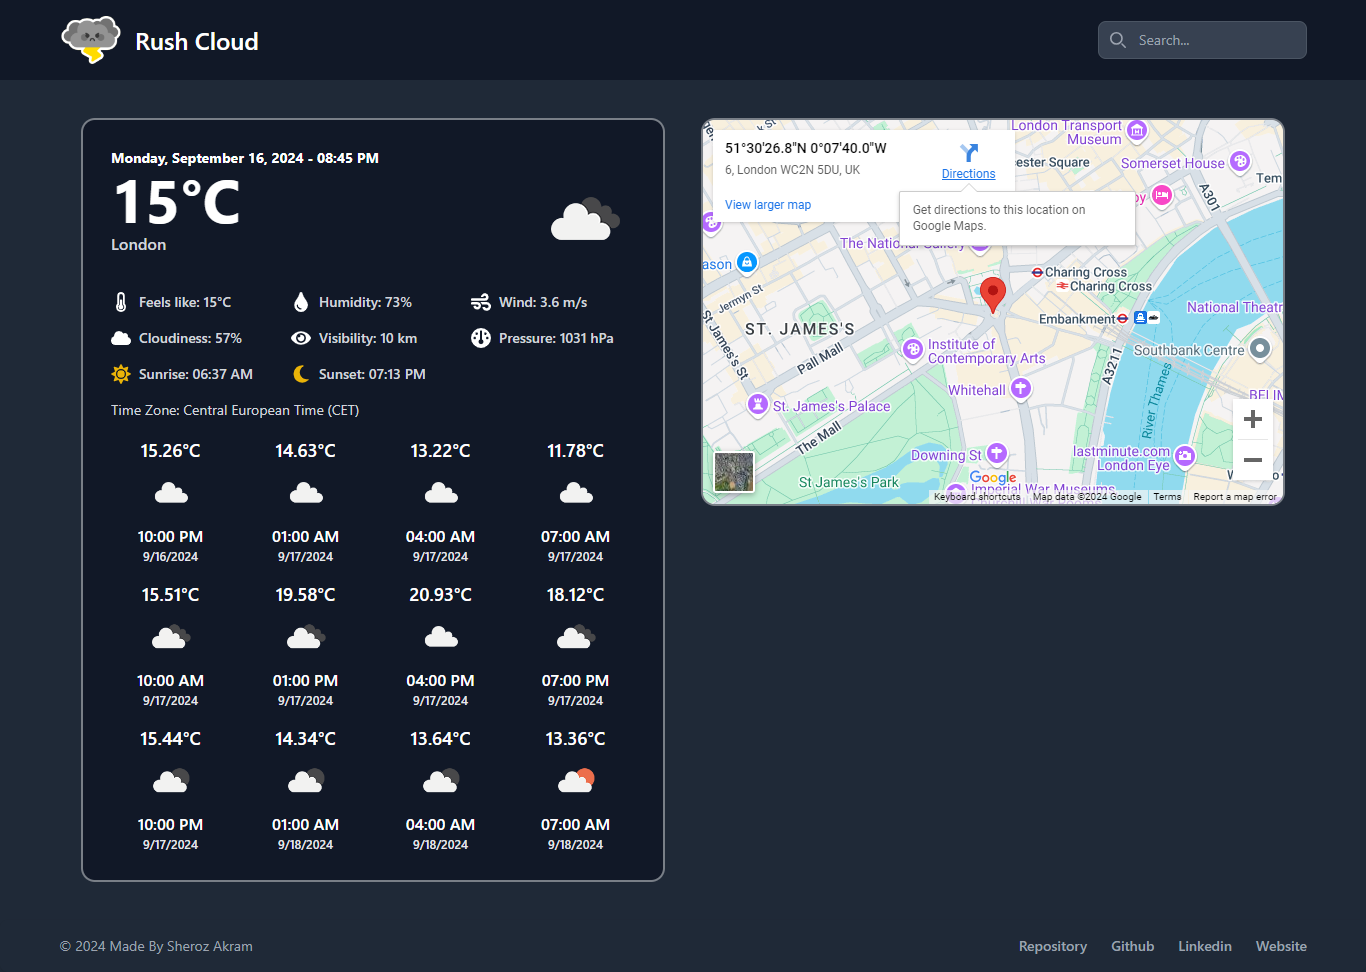 Rush Cloud
Search...
Monday, September 16, 2024 - 08:45 PM
15°C
London
Feels like: 15°C
Humidity: 73%
Wind: 3.6 m/s
Cloudiness: 57%
Visibility: 10 km
Pressure: 1031 hPa
Sunrise: 06:37 AM
Sunset: 07:13 PM
Time Zone: Central European Time (CET)
15.26°C 14.63°C 13.22°C 11.78°C
10:00 PM 01:00 AM 04:00 AM 07:00 AM
9/16/2024 9/17/2024 9/17/2024 9/17/2024
15.51°C 19.58°C 20.93°C 18.12°C
10:00 AM 01:00 PM 04:00 PM 07:00 PM
9/17/2024 9/17/2024 9/17/2024 9/17/2024
15.44°C 14.34°C 13.64°C 13.36°C
10:00 PM 01:00 AM 04:00 AM 07:00 AM
9/17/2024 9/18/2024 9/18/2024 9/18/2024
51°30'26.8"N 0°07'40.0"W
6, London WC2N 5DU, UK
View larger map
Directions
Get directions to this location on
Google Maps.
London Transport
Museum
cester Square
Somerset House
Tem
A301
by
The National Gallery
ason
Jermyn St
Charing Cross
Charing Cross
National Theatr
Embankment
ST. JAMES'S
St James's St
Pall Mall
Institute of
Contemporary Arts
Southbank Centre
A3211
Whitehall
River Thames
BELIM
St. James's Palace
The Mall
Downing St
lastminute.com
London Eye
St James's Park
Google
Imperial War Museums
Keyboard shortcuts
Map data ©2024 Google
Terms
Report a map error
© 2024 Made By Sheroz Akram
Repository
Github
Linkedin
Website